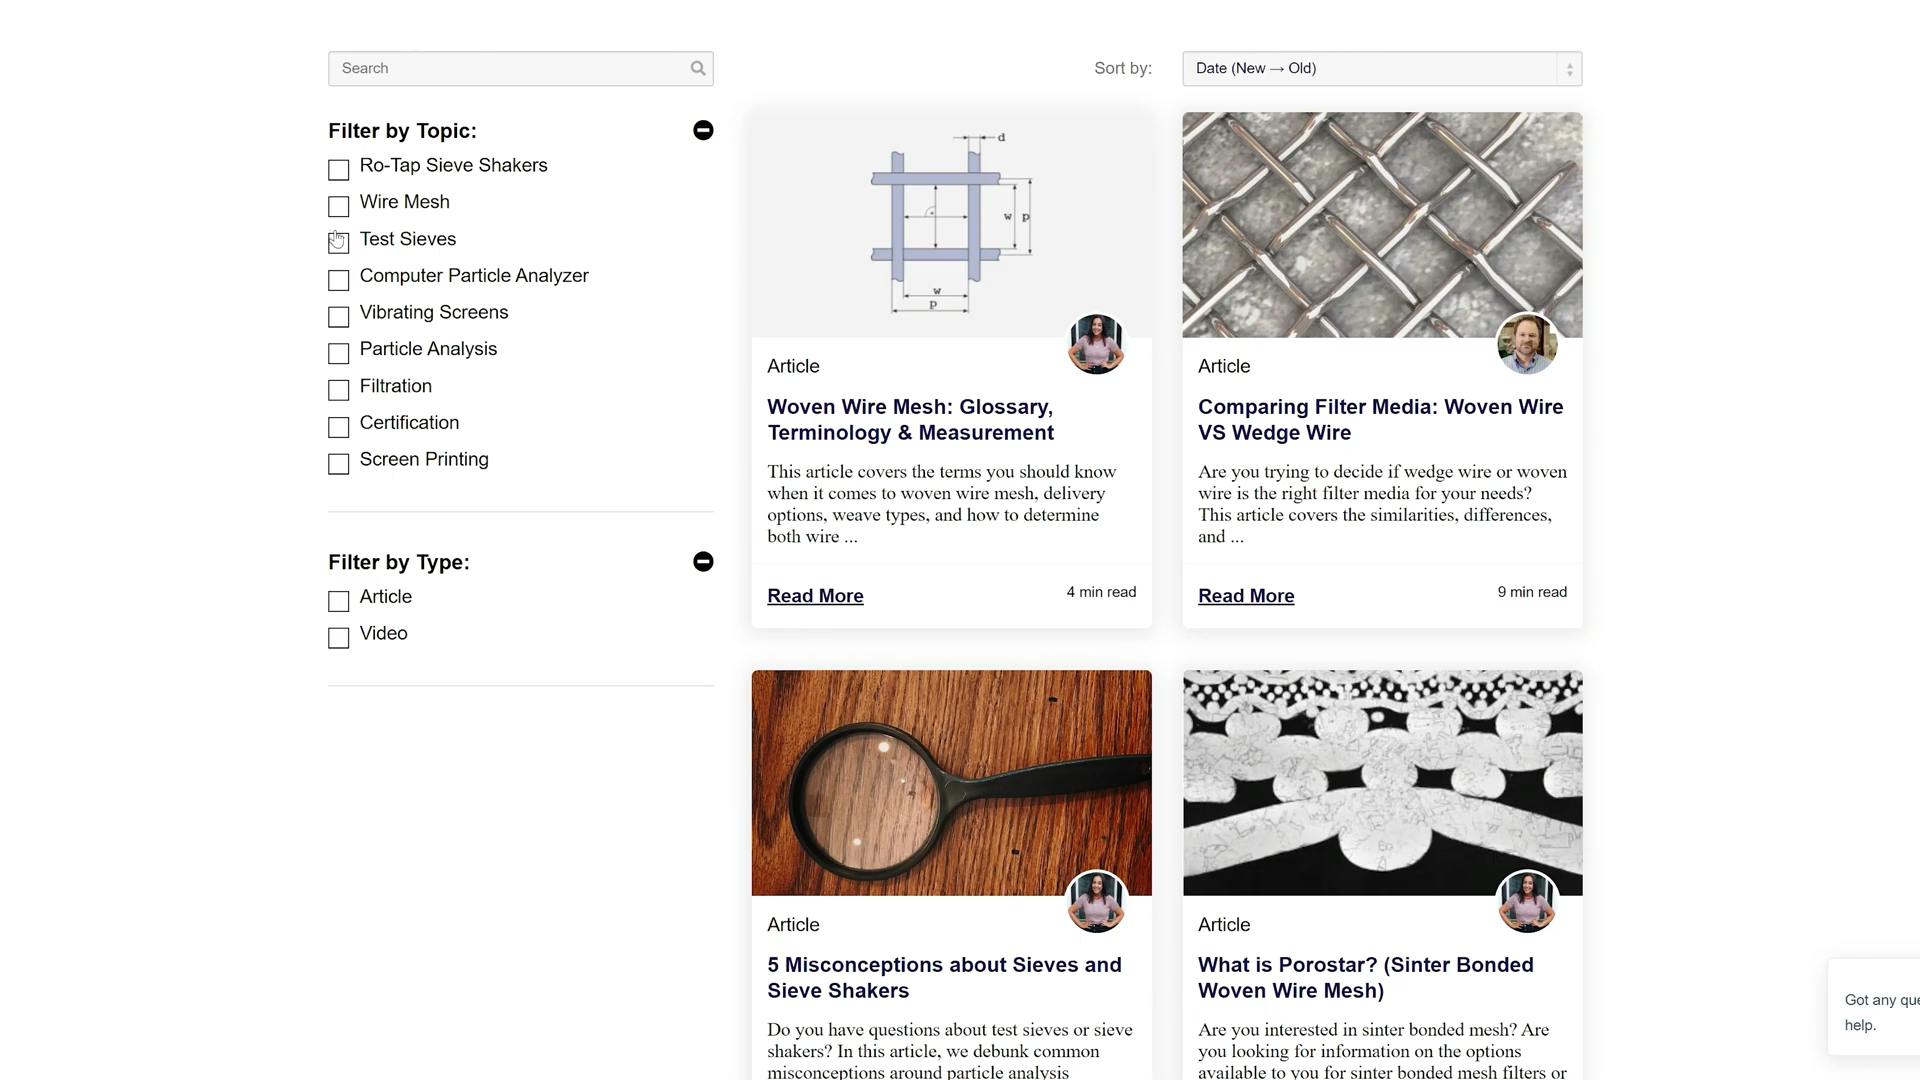 Search
Sort by:
Date (New → Old)
Filter by Topic:
Ro-Tap Sieve Shakers
Wire Mesh
Test Sieves
Computer Particle Analyzer
Vibrating Screens
Particle Analysis
Filtration
Certification
Screen Printing
Filter by Type:
Article
Video
d
w p
w
p
Article
Woven Wire Mesh: Glossary,
Terminology & Measurement
This article covers the terms you should know
when it comes to woven wire mesh, delivery
options, weave types, and how to determine
both wire ...
Read More
4 min read
Article
Comparing Filter Media: Woven Wire
VS Wedge Wire
Are you trying to decide if wedge wire or woven
wire is the right filter media for your needs?
This article covers the similarities, differences,
and ...
Read More
9 min read
Article
5 Misconceptions about Sieves and
Sieve Shakers
Do you have questions about test sieves or sieve
shakers? In this article, we debunk common
misconceptions around particle analysis
Article
What is Porostar? (Sinter Bonded
Woven Wire Mesh)
Are you interested in sinter bonded mesh? Are
you looking for information on the options
available to you for sinter bonded mesh filters or
Got any que
help.